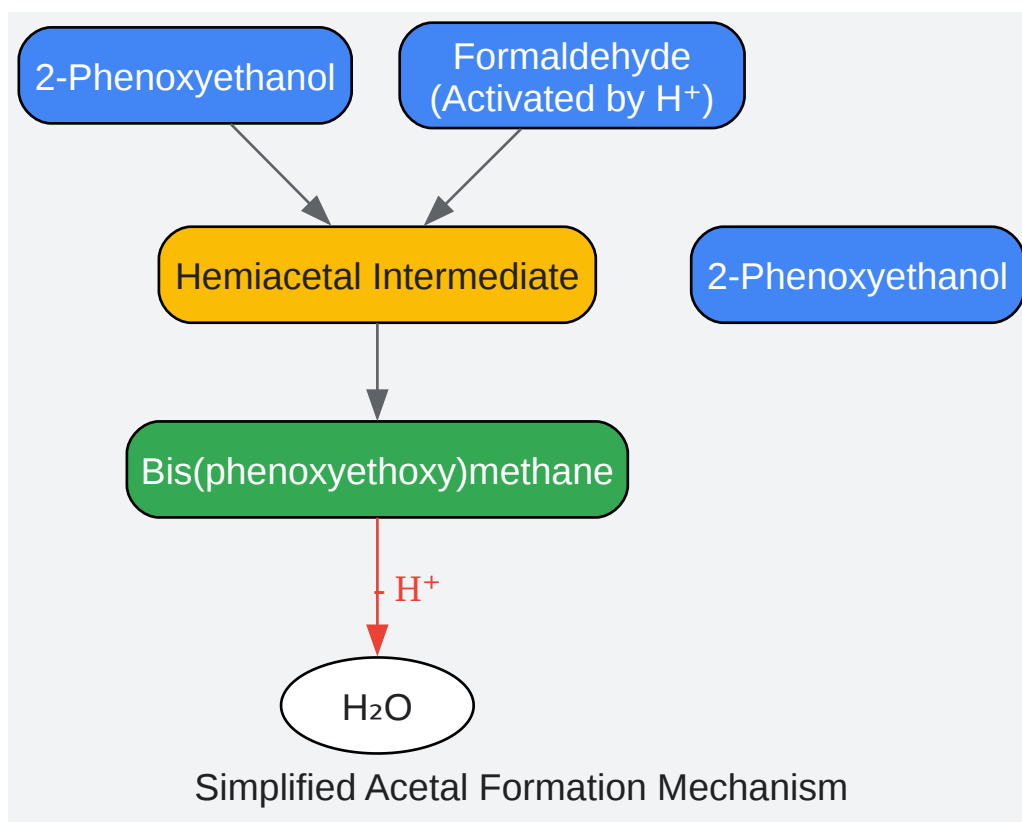 2-Phenoxyethanol
Formaldehyde
(Activated by H⁺)
Hemiacetal Intermediate
2-Phenoxyethanol
Bis(phenoxyethoxy)methane
- H⁺
H₂O
Simplified Acetal Formation Mechanism